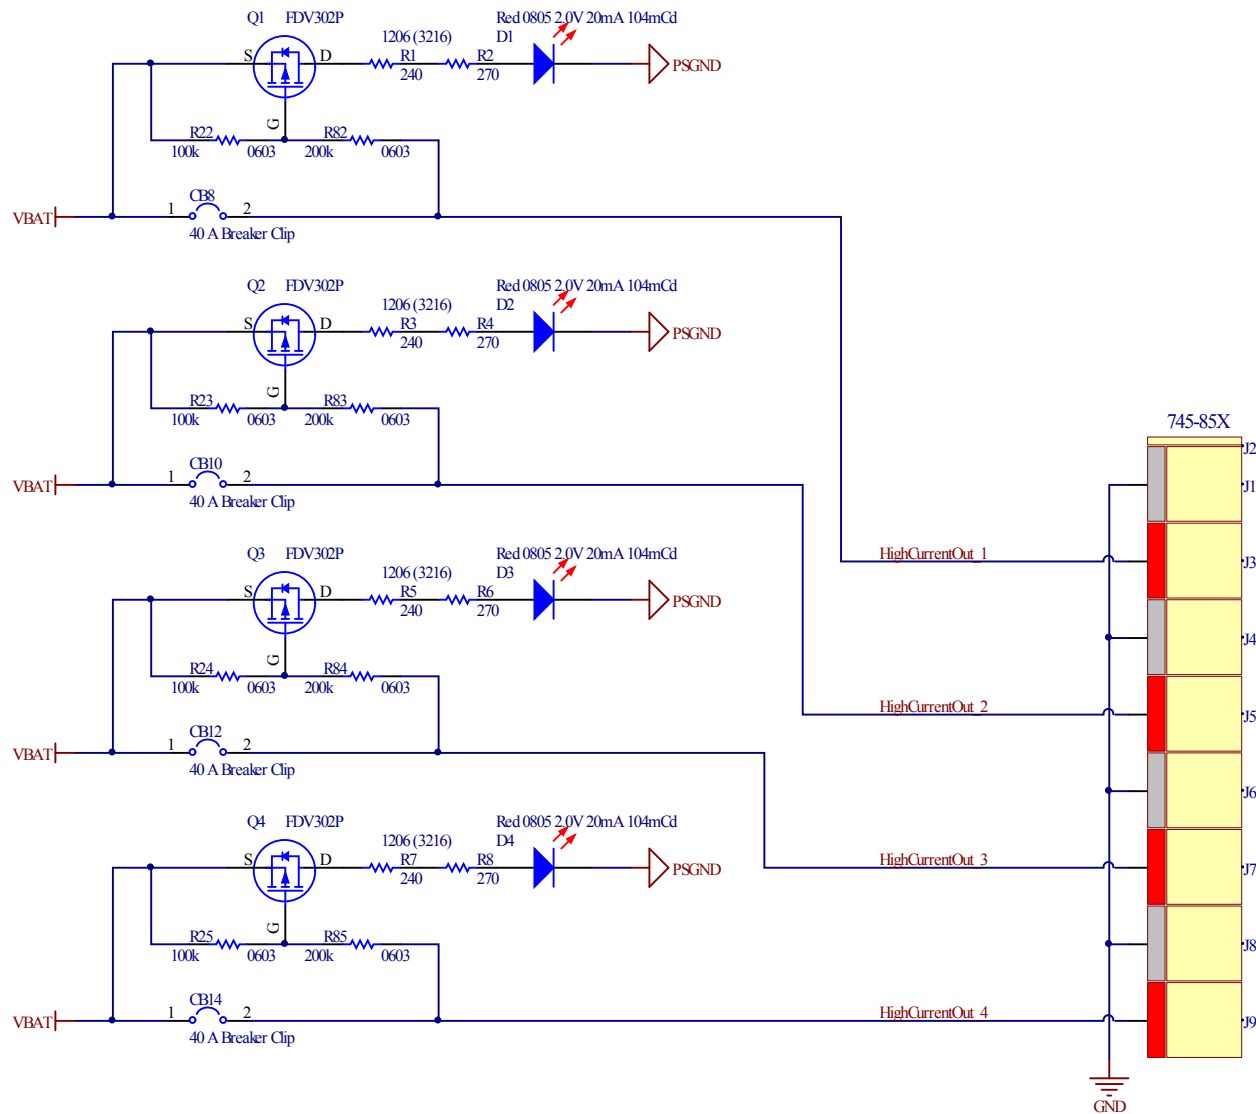 Q1 FDV302P
Red 0805 2.0V 20mA 104mCd
1206 (3216)
D1
S D R1 R2
240 270
PSGND
G
R22 R82
100k 0603 200k 0603
CB8
1 2
VBAT
40 A Breaker Clip
Q2 FDV302P
Red 0805 2.0V 20mA 104mCd
1206 (3216)
D2
S D R3 R4
240 270
PSGND
G
R23 R83
100k 0603 200k 0603
CB10
1 2
VBAT
40 A Breaker Clip
Q3 FDV302P
Red 0805 2.0V 20mA 104mCd
1206 (3216)
D3
S D R5 R6
240 270
PSGND
G
R24 R84
100k 0603 200k 0603
CB12
1 2
VBAT
40 A Breaker Clip
Q4 FDV302P
Red 0805 2.0V 20mA 104mCd
1206 (3216)
D4
S D R7 R8
240 270
PSGND
G
R25 R85
100k 0603 200k 0603
CB14
1 2
VBAT
40 A Breaker Clip
745-85X
J2
J1
HighCurrentOut_1
J3
J4
HighCurrentOut_2
J5
J6
HighCurrentOut_3
J7
J8
HighCurrentOut_4
J9
GND